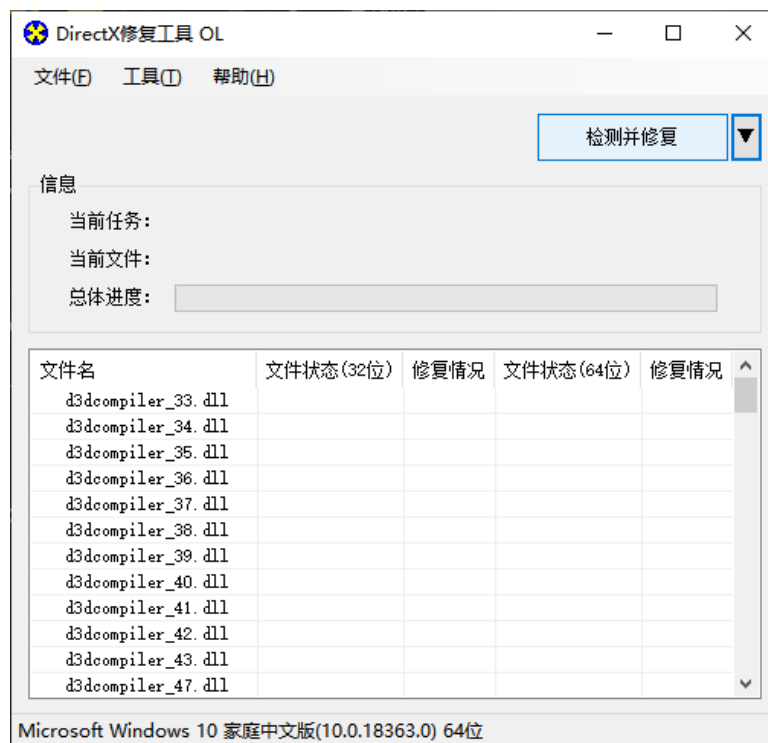 DirectX修复工具 OL
文件(F) 工具(T) 帮助(H)
检测并修复
信息
当前任务：
当前文件：
总体进度：
文件名 文件状态(32位) 修复情况 文件状态(64位) 修复情况
d3dcompiler_33.dll
d3dcompiler_34.dll
d3dcompiler_35.dll
d3dcompiler_36.dll
d3dcompiler_37.dll
d3dcompiler_38.dll
d3dcompiler_39.dll
d3dcompiler_40.dll
d3dcompiler_41.dll
d3dcompiler_42.dll
d3dcompiler_43.dll
d3dcompiler_47.dll
Microsoft Windows 10 家庭中文版(10.0.18363.0) 64位